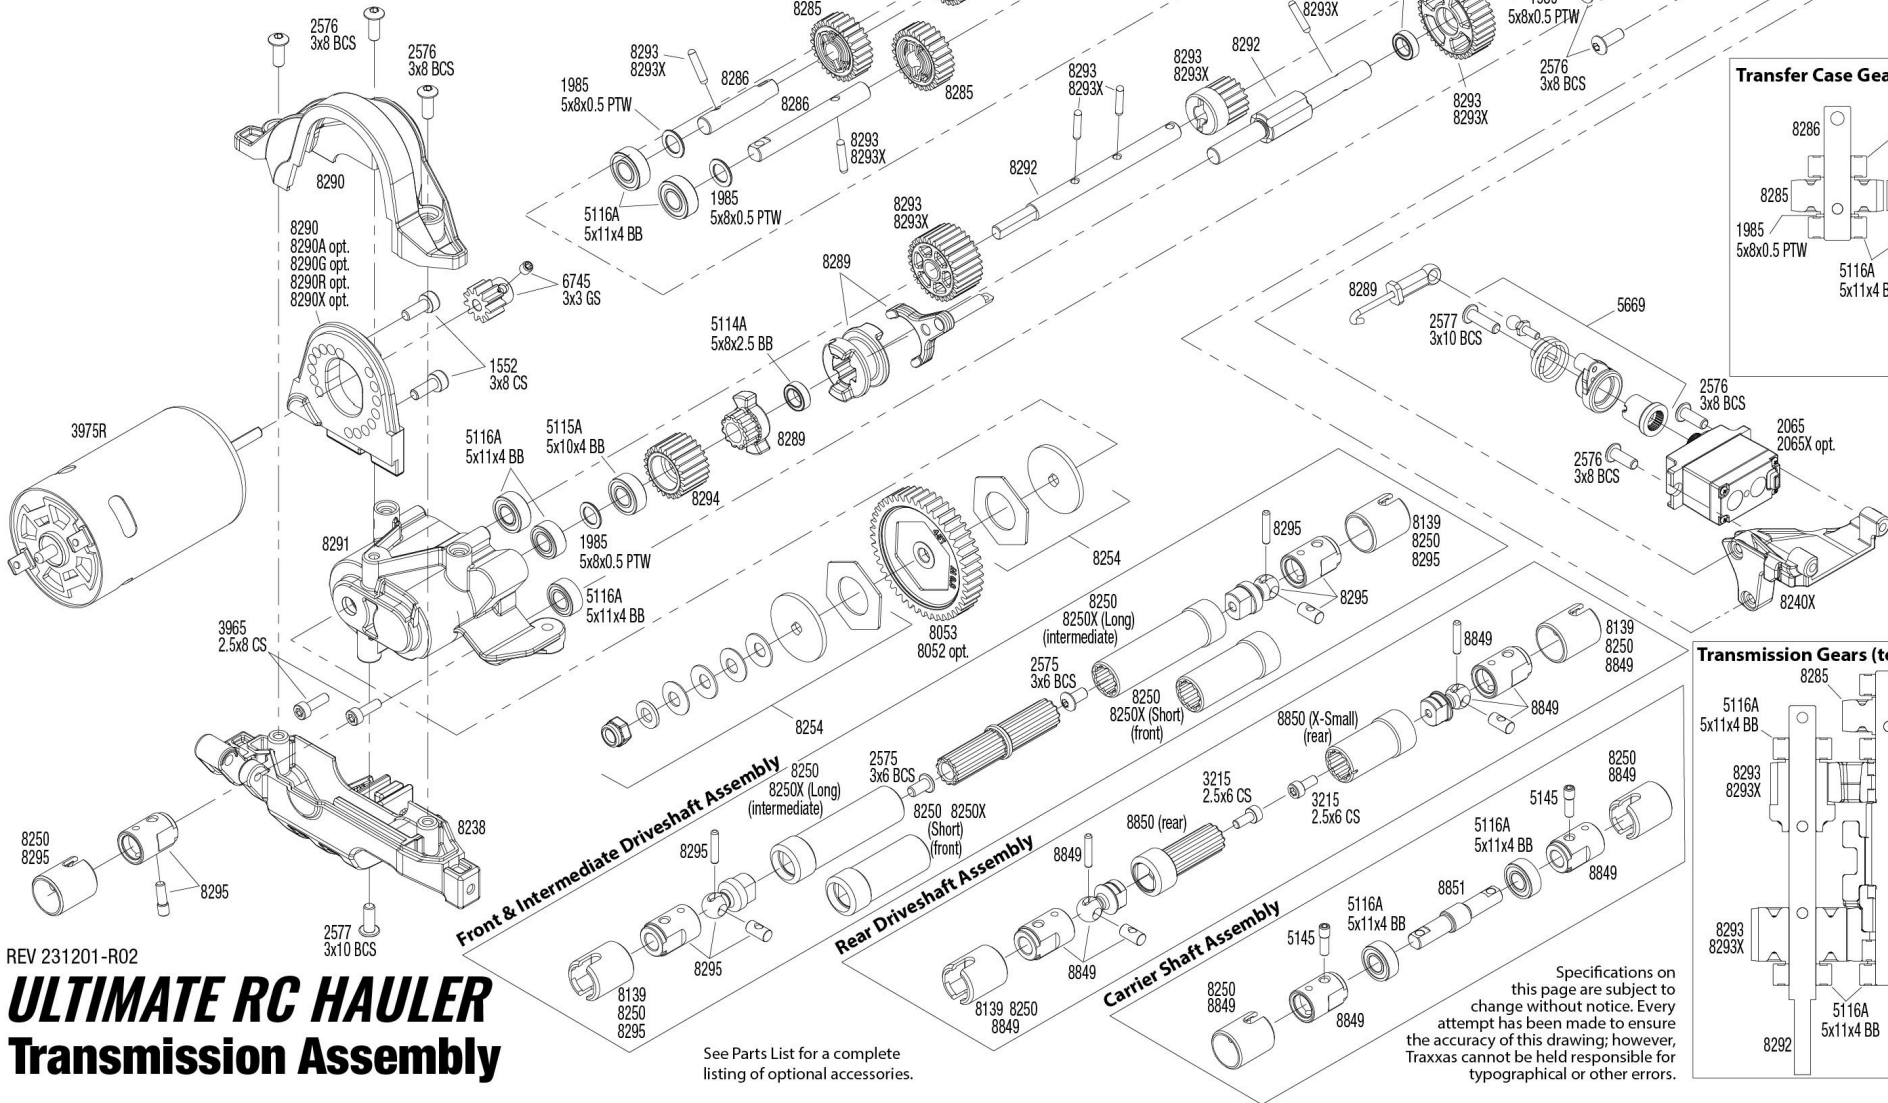 2576
3x8 BCS
2576
3x8 BCS
8290
8290
8290A opt.
8290G opt.
8290R opt.
8290X opt.
6745
3x3 GS
1552
3x8 CS
3975R
8291
3965
2.5x8 CS
8238
8250
8295
8295
2577
3x10 BCS
8285
8293
8293X
1985
5x8x0.5 PTW
8286
8286
8285
8293
8293X
1985
5x8x0.5 PTW
5116A
5x11x4 BB
8293X
8292
8293
8293X
8293
8293X
8292
8293
8293X
8293
8293X
5x8x0.5 PTW
2576
3x8 BCS
8289
5114A
5x8x2.5 BB
8289
5116A
5x11x4 BB
5115A
5x10x4 BB
8294
1985
5x8x0.5 PTW
5116A
5x11x4 BB
8254
8053
8052 opt.
8254
8289
2577
3x10 BCS
5669
2576
3x8 BCS
2065
2065X opt.
2576
3x8 BCS
8240X
Transfer Case Gea
8286
8285
1985
5x8x0.5 PTW
5116A
5x11x4 B
Front & Intermediate Driveshaft Assembly
8295
8139
8250
8295
8295
8250
8250X (Long)
(intermediate)
2575
3x6 BCS
8250
8250X (Short)
(front)
8250
8250X (Long)
(intermediate)
2575
3x6 BCS
8250 8250X
(Short)
(front)
8295
8295
8139
8250
8295
Rear Driveshaft Assembly
8849
8139
8250
8849
8849
8850 (X-Small)
(rear)
3215
2.5x6 CS
3215
2.5x6 CS
8850 (rear)
8849
8849
8139 8250
8849
Carrier Shaft Assembly
8250
8849
5145
5116A
5x11x4 BB
8849
8851
5116A
5x11x4 BB
5145
8250
8849
8849
Transmission Gears (to
8285
5116A
5x11x4 BB
8293
8293X
8293
8293X
5116A
5x11x4 BB
8292
REV 231201-R02
ULTIMATE RC HAULER
Transmission Assembly
See Parts List for a complete
listing of optional accessories.
Specifications on
this page are subject to
change without notice. Every
attempt has been made to ensure
the accuracy of this drawing; however,
Traxxas cannot be held responsible for
typographical or other errors.